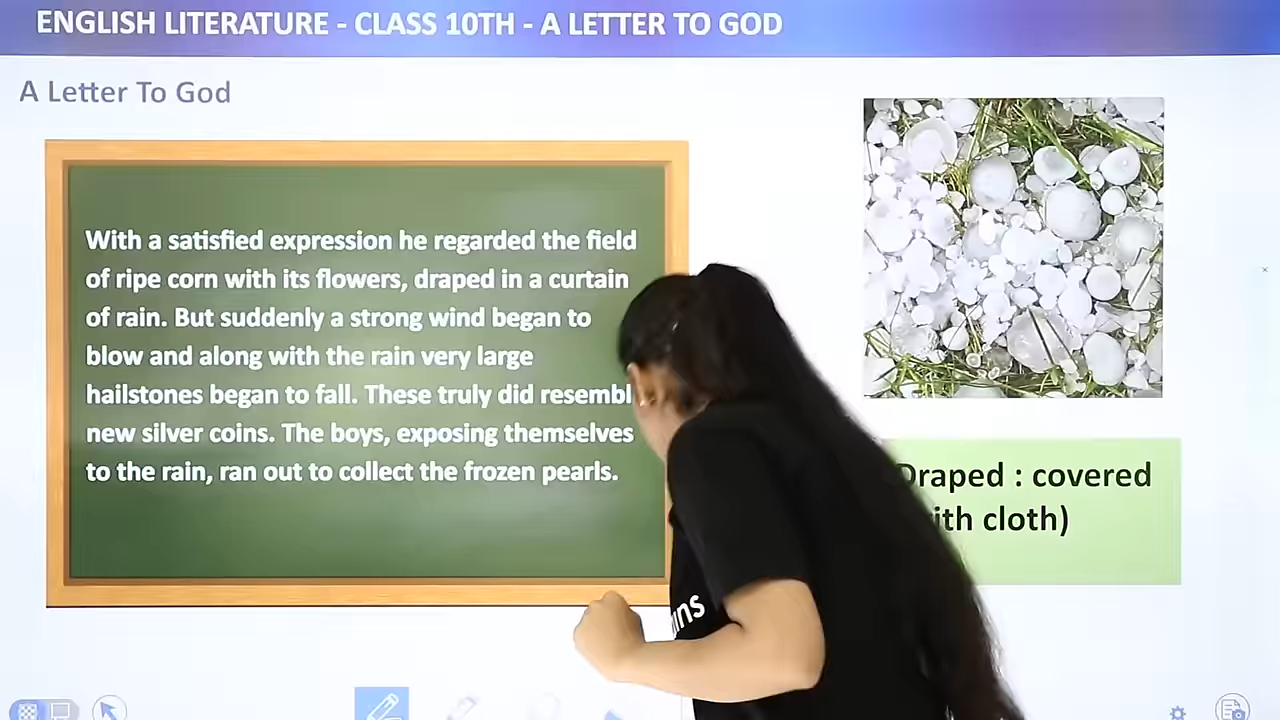 ENGLISH LITERATURE - CLASS 10TH - A LETTER TO GOD
A Letter To God
With a satisfied expression he regarded the field
of ripe corn with its flowers, draped in a curtain
of rain. But suddenly a strong wind began to
blow and along with the rain very large
hailstones began to fall. These truly did resembl
new silver coins. The boys, exposing themselves
to the rain, ran out to collect the frozen pearls.
Draped : covered
ith cloth)